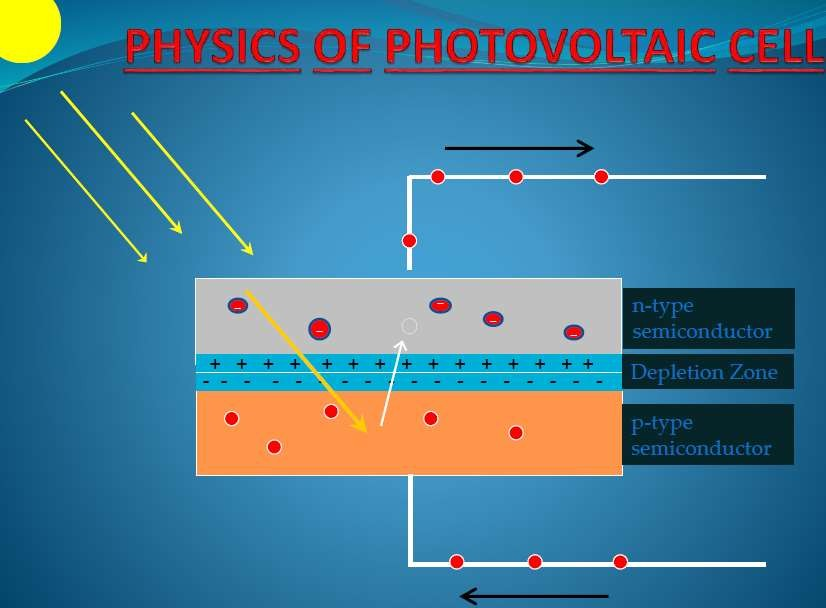 PHYSICS OF PHOTOVOLTAIC CELL
n-type
semiconductor
+ + + + + + + + + + + + + + +
Depletion Zone
- - - - - - - - - - - - - - - - - -
p-type
semiconductor